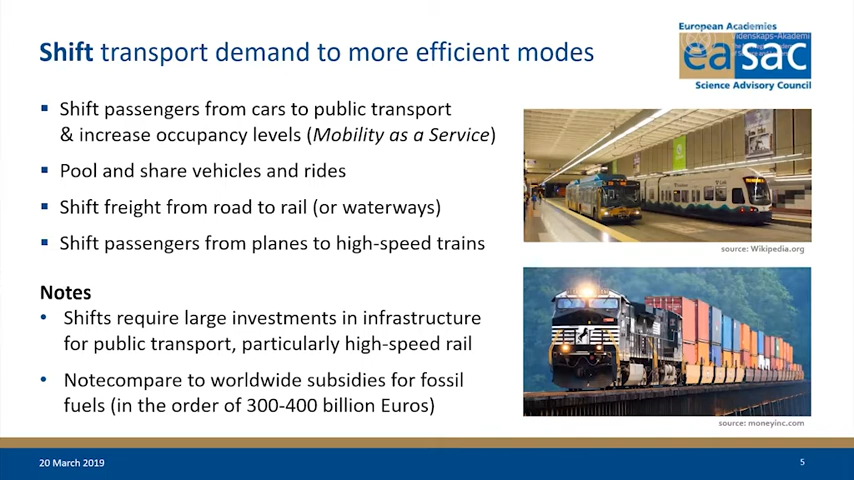 European Academies
Videnskaps-Akademi
easac
Science Advisory Council
Shift transport demand to more efficient modes
Shift passengers from cars to public transport
& increase occupancy levels (Mobility as a Service)
Pool and share vehicles and rides
Shift freight from road to rail (or waterways)
Shift passengers from planes to high-speed trains
source: Wikipedia.org
Notes
• Shifts require large investments in infrastructure
for public transport, particularly high-speed rail
• Notecompare to worldwide subsidies for fossil
fuels (in the order of 300-400 billion Euros)
source: moneyinc.com
20 March 2019
5